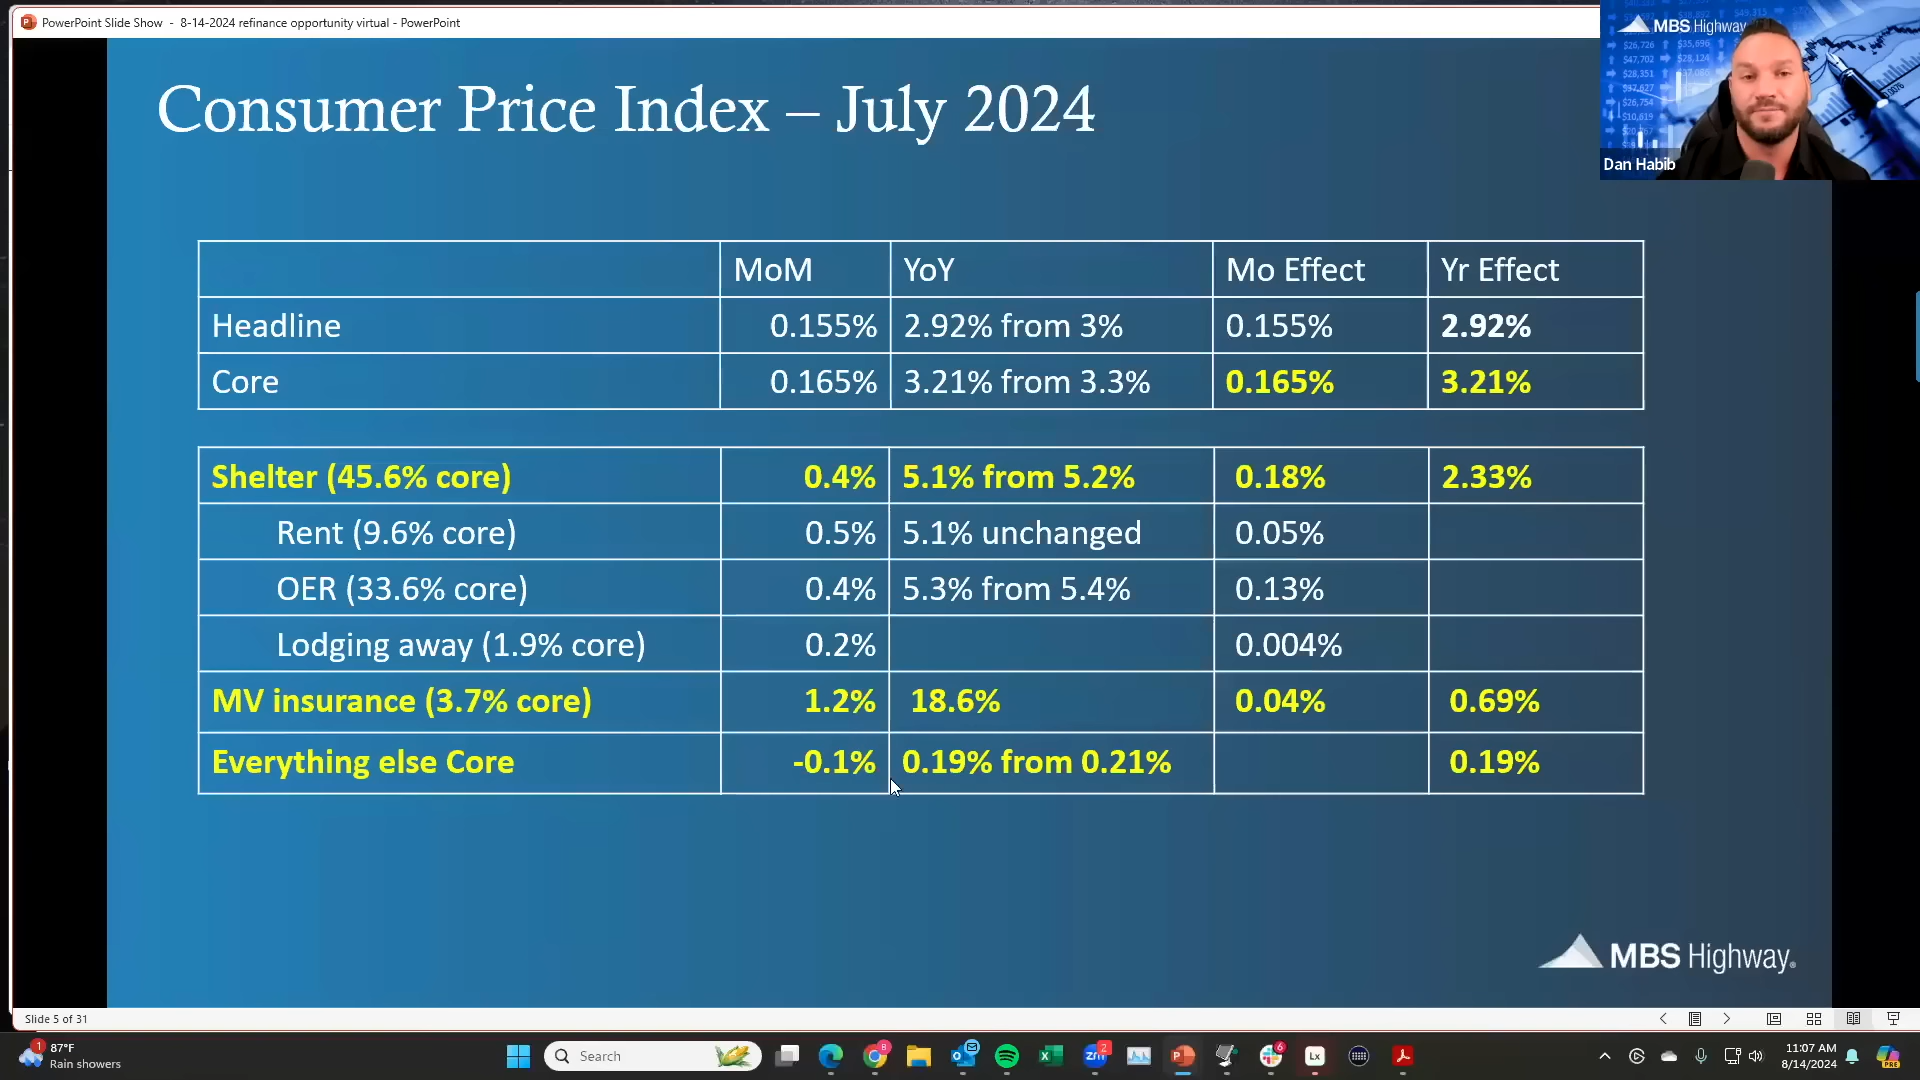 PowerPoint Slide Show - 8-14-2024 refinance opportunity virtual - PowerPoint
MBS Highway
Dan Habib
Consumer Price Index – July 2024
MoM YoY Mo Effect Yr Effect
Headline 0.155% 2.92% from 3% 0.155% 2.92%
Core 0.165% 3.21% from 3.3% 0.165% 3.21%
Shelter (45.6% core) 0.4% 5.1% from 5.2% 0.18% 2.33%
Rent (9.6% core) 0.5% 5.1% unchanged 0.05%
OER (33.6% core) 0.4% 5.3% from 5.4% 0.13%
Lodging away (1.9% core) 0.2% 0.004%
MV insurance (3.7% core) 1.2% 18.6% 0.04% 0.69%
Everything else Core -0.1% 0.19% from 0.21% 0.19%
MBS Highway
Slide 5 of 31
1 87°F
Rain showers
Search
8
2
6
Lx
11:07 AM
8/14/2024